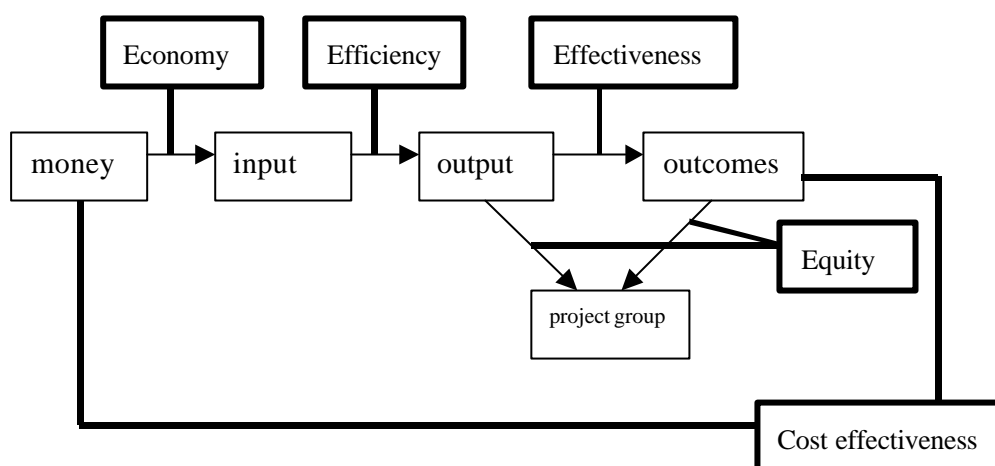 Economy
Efficiency
Effectiveness
money
input
output
outcomes
Equity
project group
Cost effectiveness